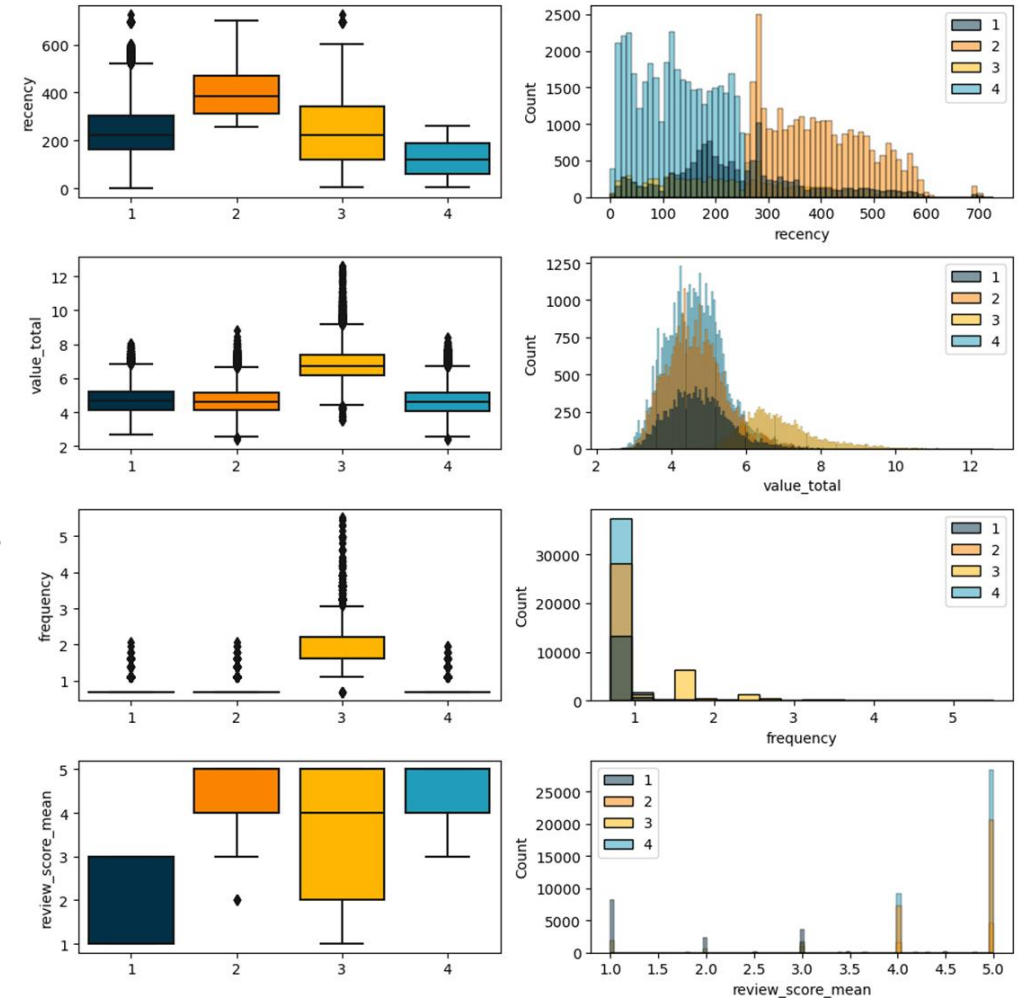 recency
600
400
200
0
1 2 3 4
Count
2500
2000
1500
1000
500
0
0 100 200 300 400 500 600 700
recency
1
2
3
4
value_total
12
10
8
6
4
2
1 2 3 4
Count
1250
1000
750
500
250
0
2 4 6 8 10 12
value_total
1
2
3
4
frequency
5
4
3
2
1
1 2 3 4
Count
30000
20000
10000
0
1 2 3 4 5
frequency
1
2
3
4
review_score_mean
5
4
3
2
1
1 2 3 4
Count
25000
20000
15000
10000
5000
0
1.0 1.5 2.0 2.5 3.0 3.5 4.0 4.5 5.0
review_score_mean
1
2
3
4